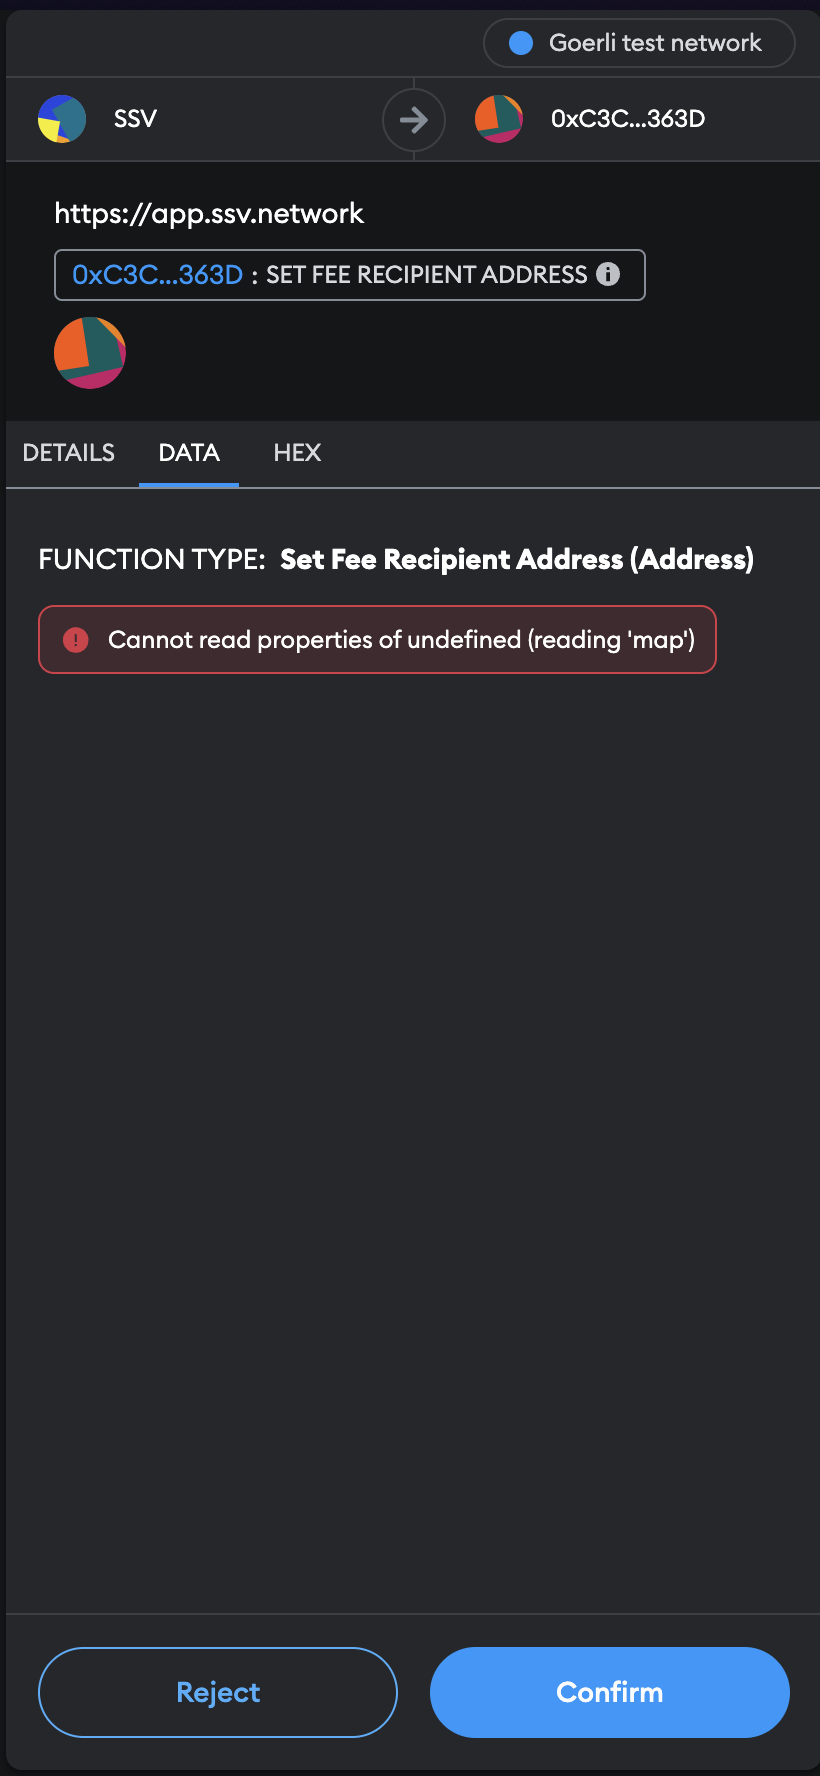 Goerli test network
SSV
0xC3C...363D
https://app.ssv.network
0xC3C...363D : SET FEE RECIPIENT ADDRESS
DETAILS DATA HEX
FUNCTION TYPE: Set Fee Recipient Address (Address)
Cannot read properties of undefined (reading 'map')
Reject Confirm